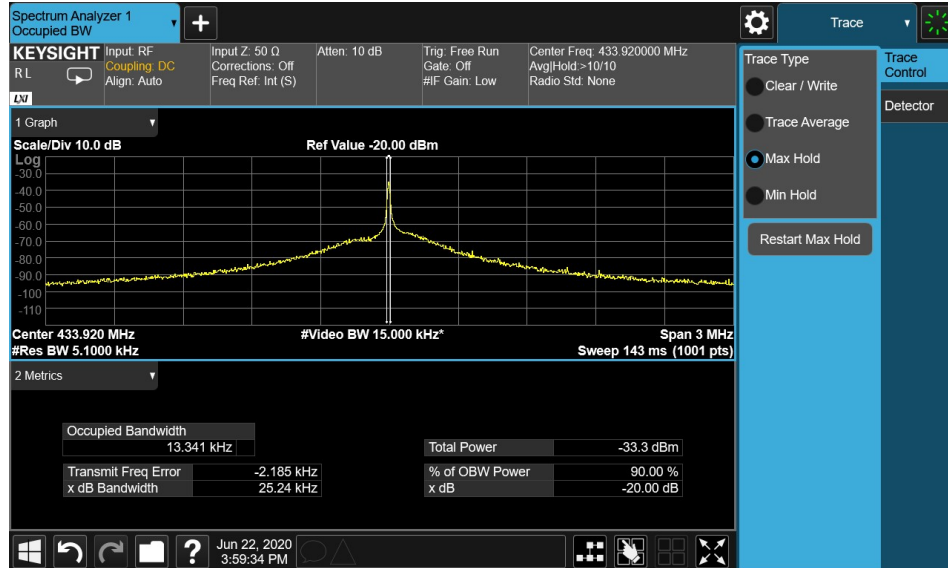 Spectrum Analyzer 1
Occupied BW
+
Trace
KEYSIGHT
R L
LXI
Input: RF
Coupling: DC
Align: Auto
Input Z: 50 Ω
Corrections: Off
Freq Ref: Int (S)
Atten: 10 dB
Trig: Free Run
Gate: Off
#IF Gain: Low
Center Freq: 433.920000 MHz
Avg|Hold:>10/10
Radio Std: None
Trace Type
Clear / Write
Trace Average
Max Hold
Min Hold
Restart Max Hold
Trace
Control
Detector
1 Graph
Scale/Div 10.0 dB
Ref Value -20.00 dBm
Log
-30.0
-40.0
-50.0
-60.0
-70.0
-80.0
-90.0
-100
-110
Center 433.920 MHz
#Video BW 15.000 kHz*
Span 3 MHz
#Res BW 5.1000 kHz
Sweep 143 ms (1001 pts)
2 Metrics
Occupied Bandwidth
13.341 kHz
Total Power -33.3 dBm
Transmit Freq Error -2.185 kHz
% of OBW Power 90.00 %
x dB Bandwidth 25.24 kHz
x dB -20.00 dB
?
Jun 22, 2020
3:59:34 PM